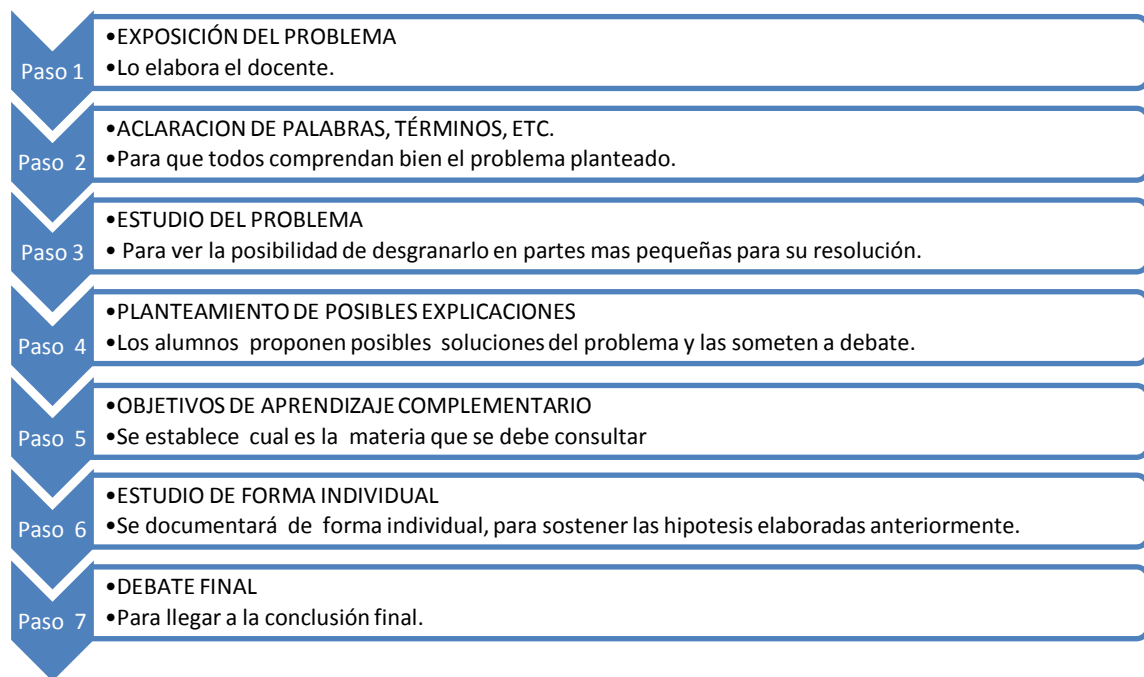 Paso 1
•EXPOSICIÓN DEL PROBLEMA
•Lo elabora el docente.
Paso 2
•ACLARACION DE PALABRAS, TÉRMINOS, ETC.
•Para que todos comprendan bien el problema planteado.
Paso 3
•ESTUDIO DEL PROBLEMA
• Para ver la posibilidad de desgranarlo en partes mas pequeñas para su resolución.
Paso 4
•PLANTEAMIENTO DE POSIBLES EXPLICACIONES
•Los alumnos proponen posibles soluciones del problema y las someten a debate.
Paso 5
•OBJETIVOS DE APRENDIZAJE COMPLEMENTARIO
•Se establece cual es la materia que se debe consultar
Paso 6
•ESTUDIO DE FORMA INDIVIDUAL
•Se documentará de forma individual, para sostener las hipotesis elaboradas anteriormente.
Paso 7
•DEBATE FINAL
•Para llegar a la conclusión final.